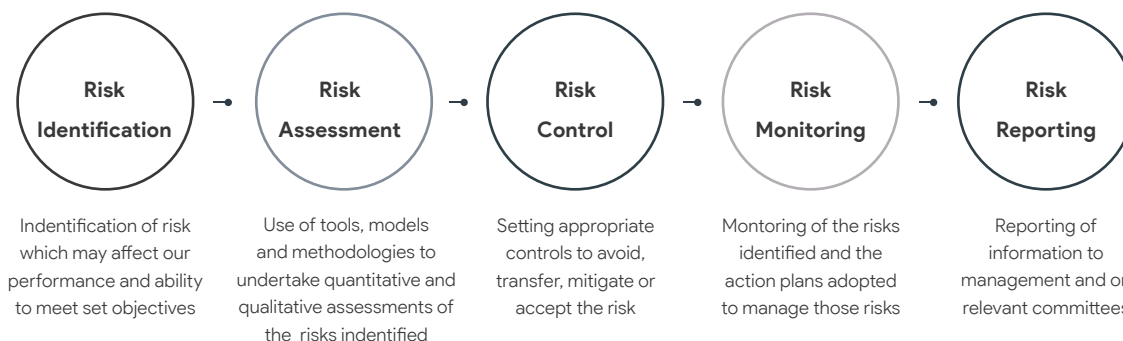 Risk
Identification
Risk
Assessment
Risk
Control
Risk
Monitoring
Risk
Reporting
Indentification of risk
which may affect our
performance and ability
to meet set objectives
Use of tools, models
and methodologies to
undertake quantitative and
qualitative assessments of
the risks indentified
Setting appropriate
controls to avoid,
transfer, mitigate or
accept the risk
Montoring of the risks
identified and the
action plans adopted
to manage those risks
Reporting of
information to
management and or
relevant committees